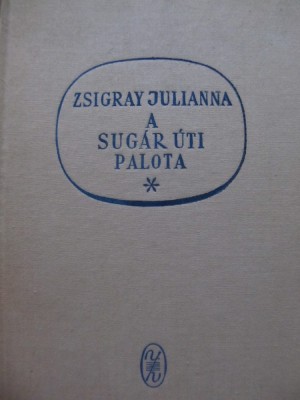 ZSIGRAY JULIANNA
A
SUGÁR ÚTI
PALOTA
*